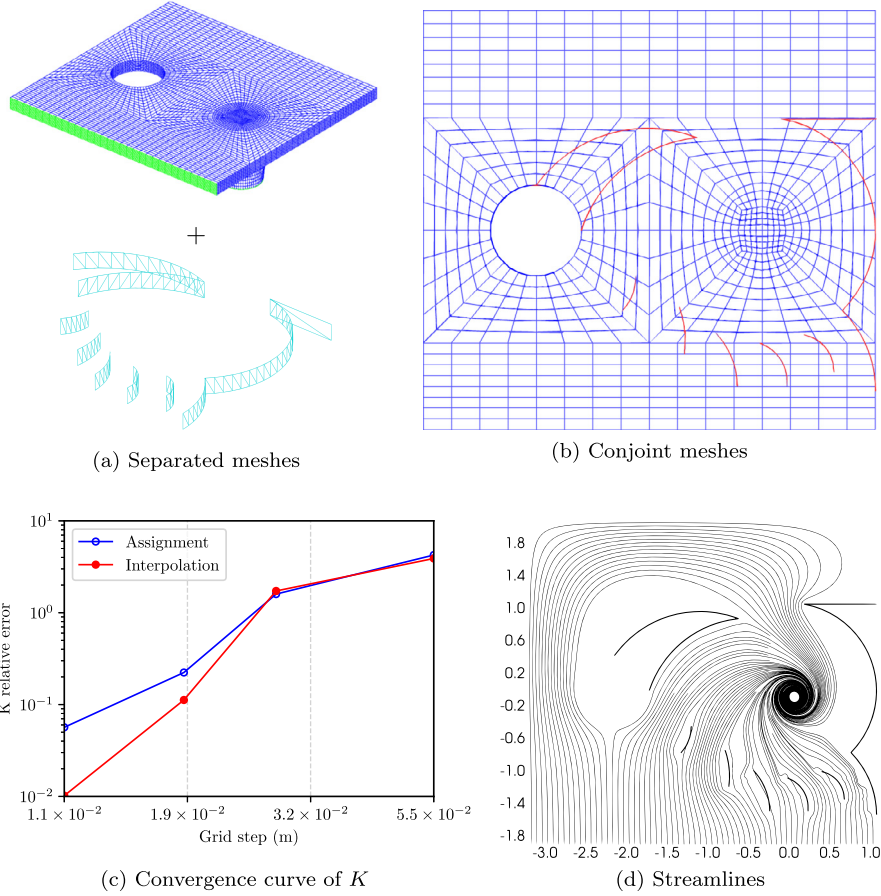 +
(a) Separated meshes
(b) Conjoint meshes
10^1
10^0
10^{-1}
10^{-2}
K relative error
Assignment
Interpolation
1.1 × 10^{-2}
1.9 × 10^{-2}
3.2 × 10^{-2}
5.5 × 10^{-2}
Grid step (m)
(c) Convergence curve of K
1.8
1.4
1.0
0.6
0.2
-0.2
-0.6
-1.0
-1.4
-1.8
-3.0 -2.5 -2.0 -1.5 -1.0 -0.5 0.0 0.5 1.0
(d) Streamlines